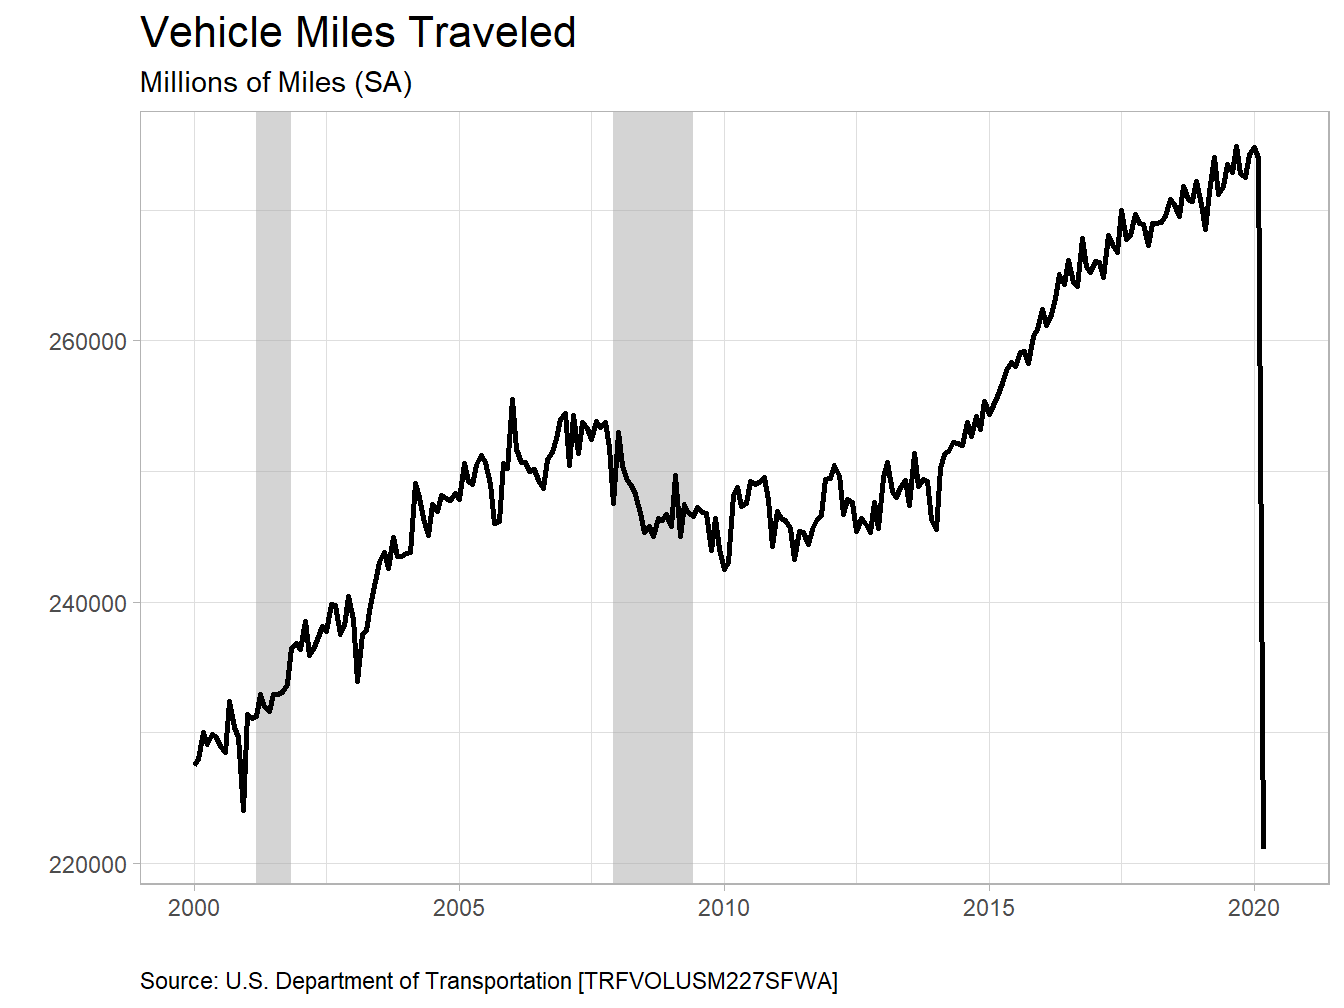 Vehicle Miles Traveled
Millions of Miles (SA)
260000
240000
220000
2000 2005 2010 2015 2020
Source: U.S. Department of Transportation [TRFVOLUSM227SFWA]